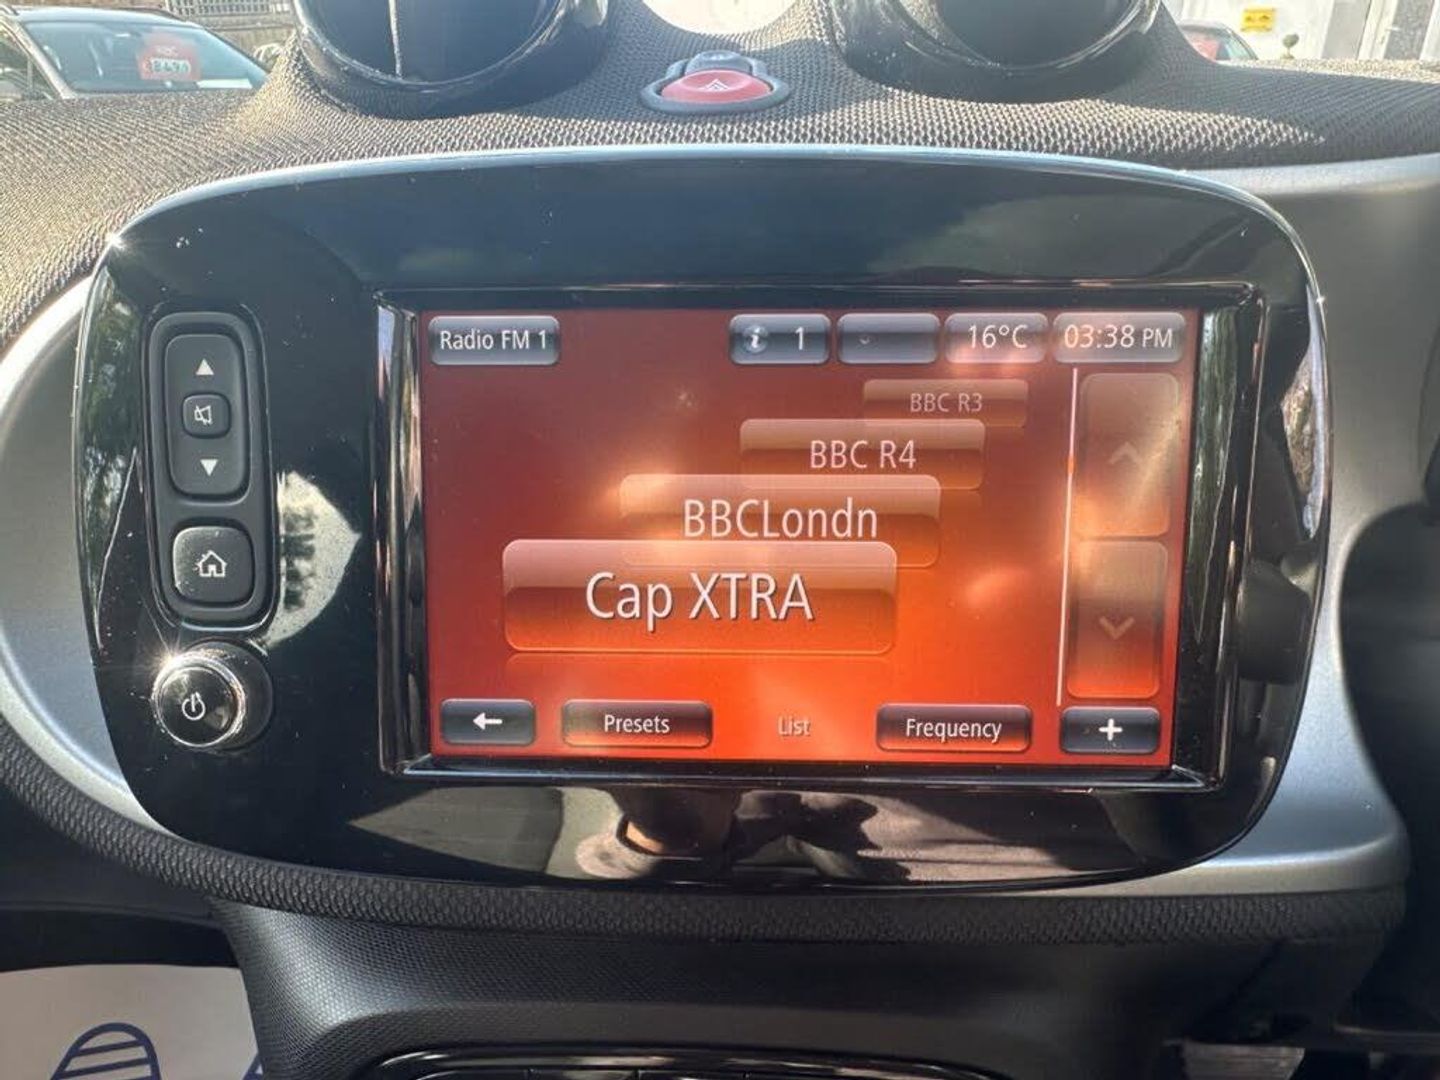 Radio FM 1
i 1
16°C
03:38 PM
BBC R3
BBC R4
BBCLondn
Cap XTRA
Presets
List
Frequency